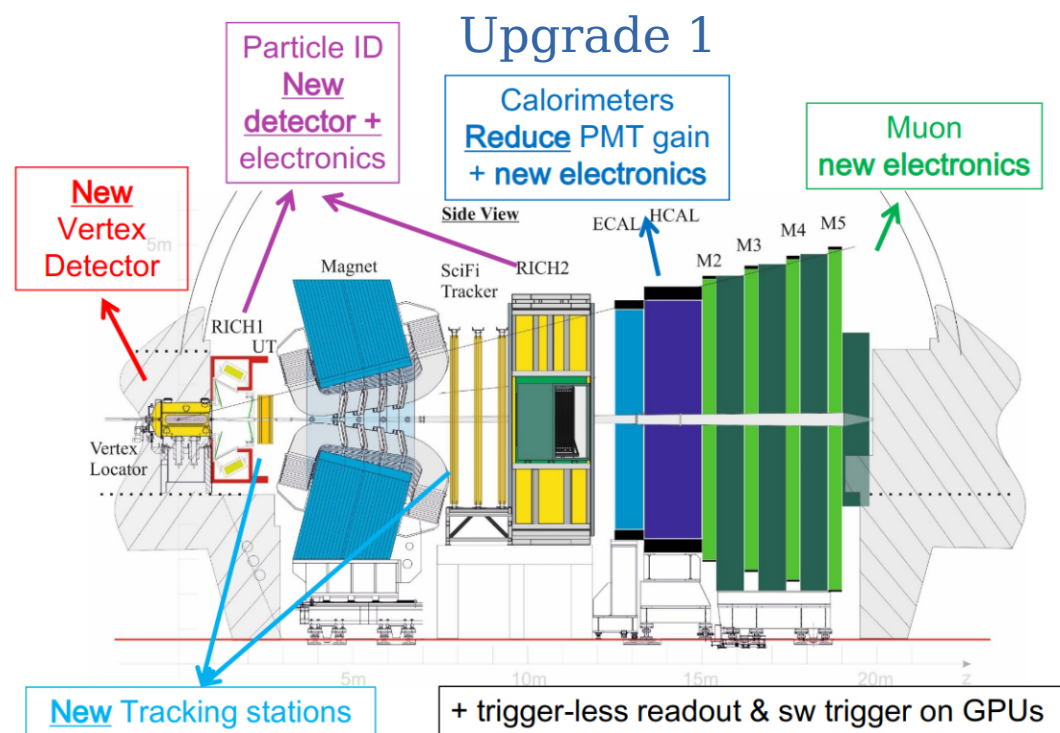 Upgrade 1
Particle ID
New
detector +
electronics
Calorimeters
Reduce PMT gain
+ new electronics
Muon
new electronics
New
Vertex
Detector
Side View
ECAL
HCAL
M2
M3
M4
M5
5m
Magnet
SciFi
Tracker
RICH2
RICH1
UT
Vertex
Locator
5m
10m
15m
20m
z
New Tracking stations
+ trigger-less readout & sw trigger on GPUs